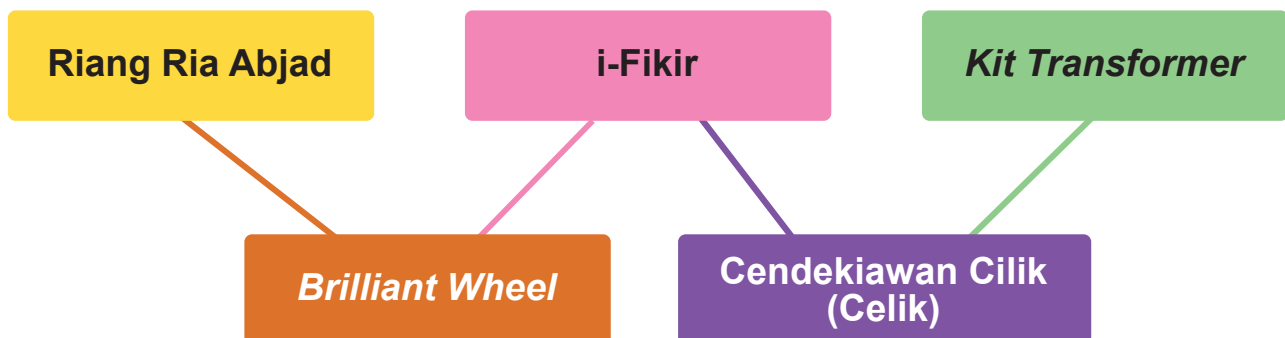 Riang Ria Abjad
i-Fikir
Kit Transformer
Brilliant Wheel
Cendekiawan Cilik
(Celik)